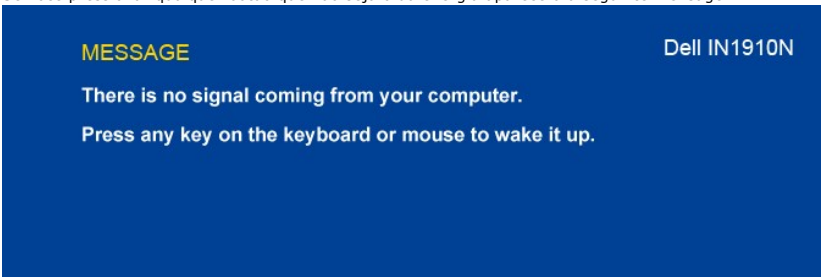 MESSAGE
Dell IN1910N
There is no signal coming from your computer.
Press any key on the keyboard or mouse to wake it up.